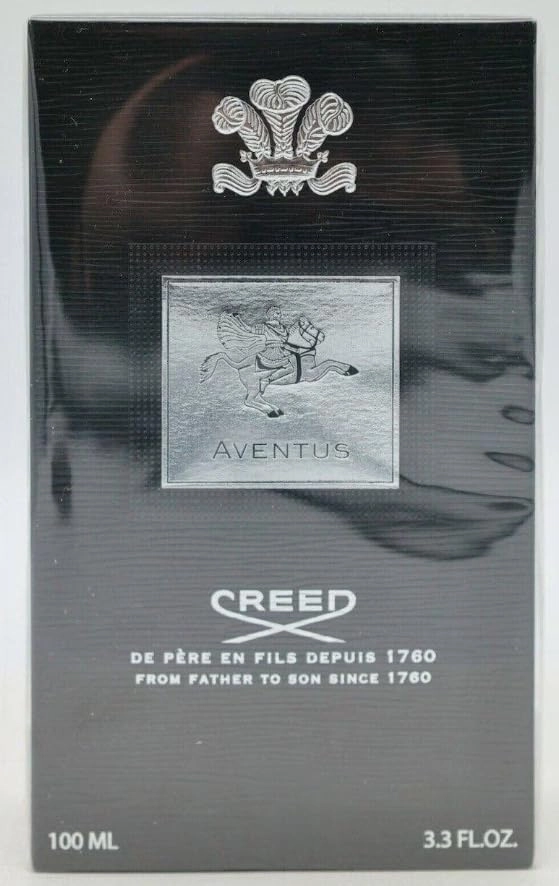 AVENTUS
CREED
DE PÈRE EN FILS DEPUIS 1760
FROM FATHER TO SON SINCE 1760
100 ML 3.3 FL.OZ.